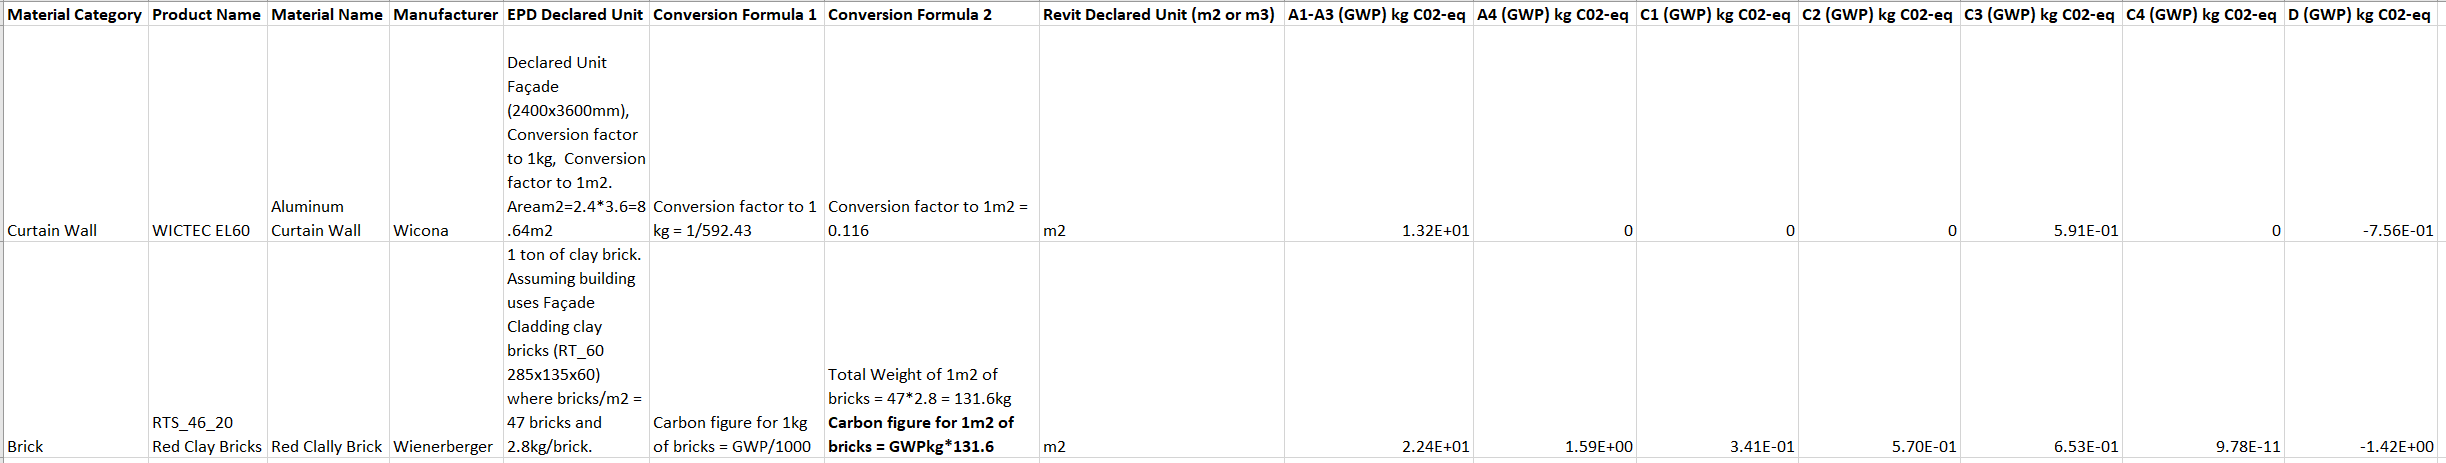 Material Category Product Name Material Name Manufacturer EPD Declared Unit Conversion Formula 1 Conversion Formula 2 Revit Declared Unit (m2 or m3) A1-A3 (GWP) kg C02-eq A4 (GWP) kg C02-eq C1 (GWP) kg C02-eq C2 (GWP) kg C02-eq C3 (GWP) kg C02-eq C4 (GWP) kg C02-eq D (GWP) kg C02-eq
Declared Unit
Façade
(2400x3600mm),
Conversion factor
to 1kg, Conversion
factor to 1m2.
Aluminum Aream2=2.4*3.6=8 Conversion factor to 1 Conversion factor to 1m2 =
Curtain Wall WICTEC EL60 Curtain Wall Wicona .64m2 kg = 1/592.43 0.116 m2 1.32E+01 0 0 0 5.91E-01 0 -7.56E-01
1 ton of clay brick.
Assuming building
uses Façade
Cladding clay
bricks (RT_60
285x135x60) Total Weight of 1m2 of
where bricks/m2 = bricks = 47*2.8 = 131.6kg
RTS_46_20 47 bricks and Carbon figure for 1kg Carbon figure for 1m2 of
Brick Red Clay Bricks Red Clally Brick Wienerberger 2.8kg/brick. of bricks = GWP/1000 bricks = GWPkg*131.6 m2 2.24E+01 1.59E+00 3.41E-01 5.70E-01 6.53E-01 9.78E-11 -1.42E+00